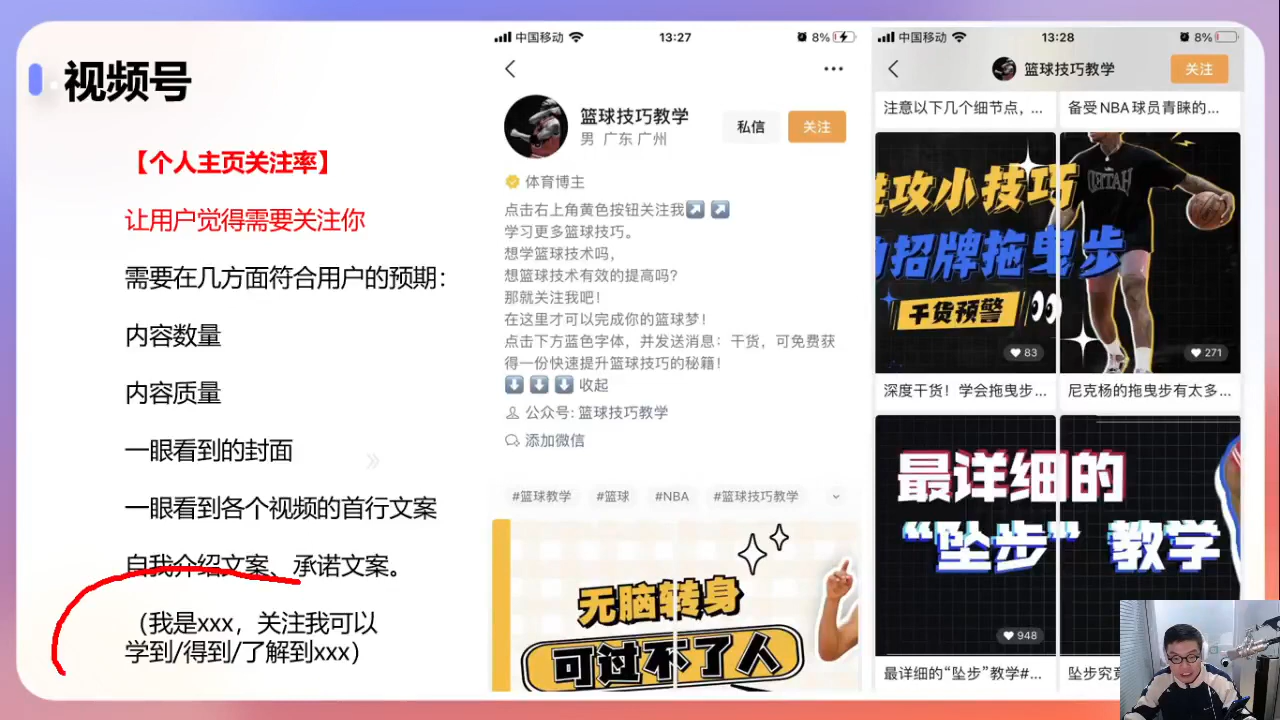 视频号
【个人主页关注率】
让用户觉得需要关注你
需要在几方面符合用户的预期：
内容数量
内容质量
一眼看到的封面
一眼看到各个视频的首行文案
自我介绍文案、承诺文案。
（我是xxx，关注我可以
学到/得到/了解到xxx）
中国移动
13:27
8%
篮球技巧教学
男 广东 广州
私信
关注
体育博主
点击右上角黄色按钮关注我
学习更多篮球技巧。
想学篮球技术吗,
想篮球技术有效的提高吗?
那就关注我吧!
在这里才可以完成你的篮球梦!
点击下方蓝色字体，并发送消息：干货，可免费获
得一份快速提升篮球技巧的秘籍!
收起
公众号: 篮球技巧教学
添加微信
#篮球教学 #篮球 #NBA #篮球技巧教学
无脑转身
可过不了人
中国移动
13:28
8%
篮球技巧教学
关注
注意以下几个细节点，...
备受NBA球员青睐的...
攻小技巧
招牌拖曳步
干货预警
83
271
深度干货！学会拖曳步...
尼克杨的拖曳步有太多...
最详细的
“坠步”教学
948
最详细的“坠步”教学#...
坠步究